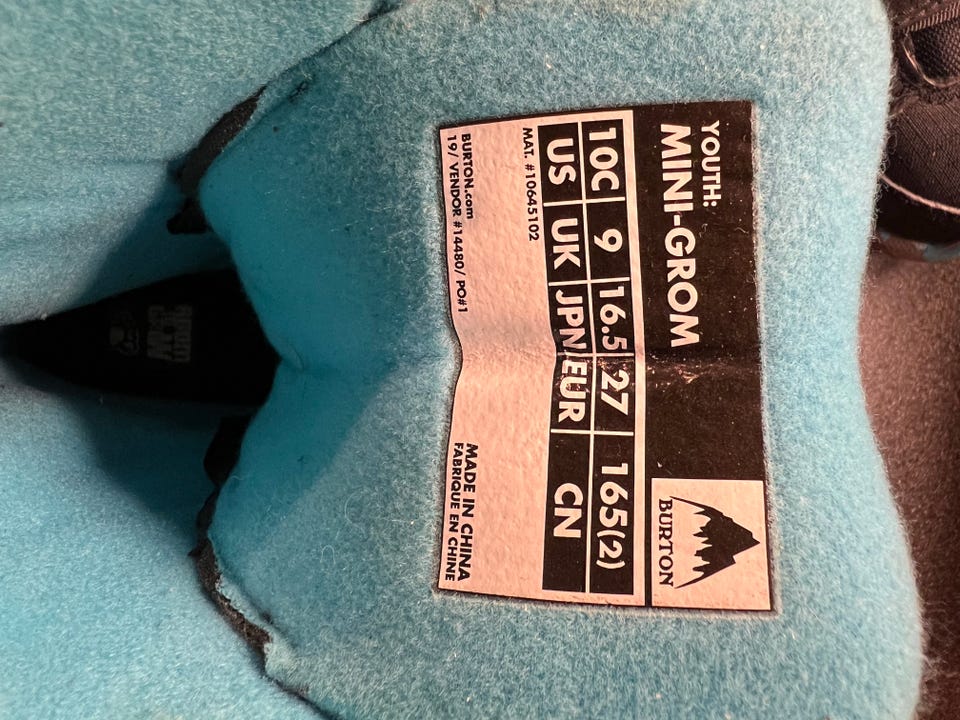 YOUTH:
MINI-GROM
BURTON
10C 9 16.5 27 165(2)
US UK JPN EUR CN
MAT. #10645102
BURTON.com
19/ VENDOR #14480/ PO#1
MADE IN CHINA
FABRIQUE EN CHINE